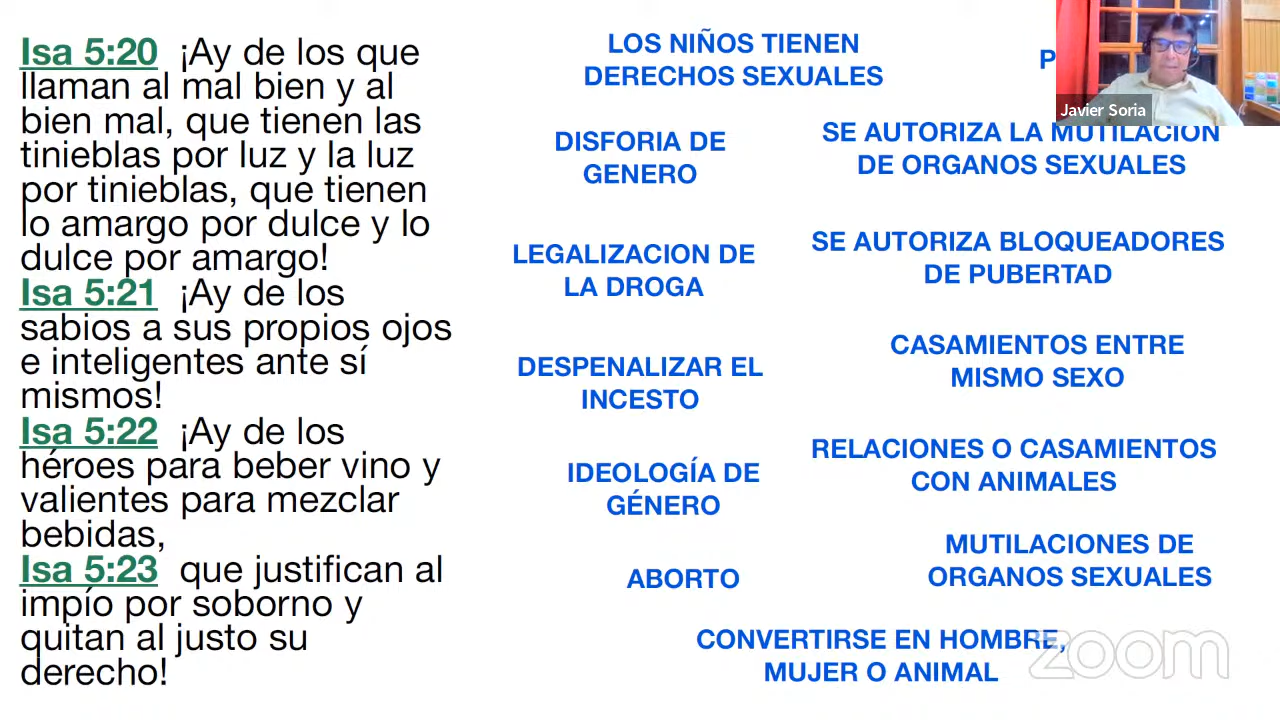 Isa 5:20 ¡Ay de los que
llaman al mal bien y al
bien mal, que tienen las
tinieblas por luz y la luz
por tinieblas, que tienen
lo amargo por dulce y lo
dulce por amargo!
Isa 5:21 ¡Ay de los
sabios a sus propios ojos
e inteligentes ante sí
mismos!
Isa 5:22 ¡Ay de los
héroes para beber vino y
valientes para mezclar
bebidas,
Isa 5:23 que justifican al
impío por soborno y
quitan al justo su
derecho!
LOS NIÑOS TIENEN
DERECHOS SEXUALES
DISFORIA DE
GENERO
LEGALIZACION DE
LA DROGA
DESPENALIZAR EL
INCESTO
IDEOLOGÍA DE
GÉNERO
ABORTO
CONVERTIRSE EN HOMBRE,
MUJER O ANIMAL
Javier Soria
SE AUTORIZA LA MUTILACION
DE ORGANOS SEXUALES
SE AUTORIZA BLOQUEADORES
DE PUBERTAD
CASAMIENTOS ENTRE
MISMO SEXO
RELACIONES O CASAMIENTOS
CON ANIMALES
MUTILACIONES DE
ORGANOS SEXUALES
zoom